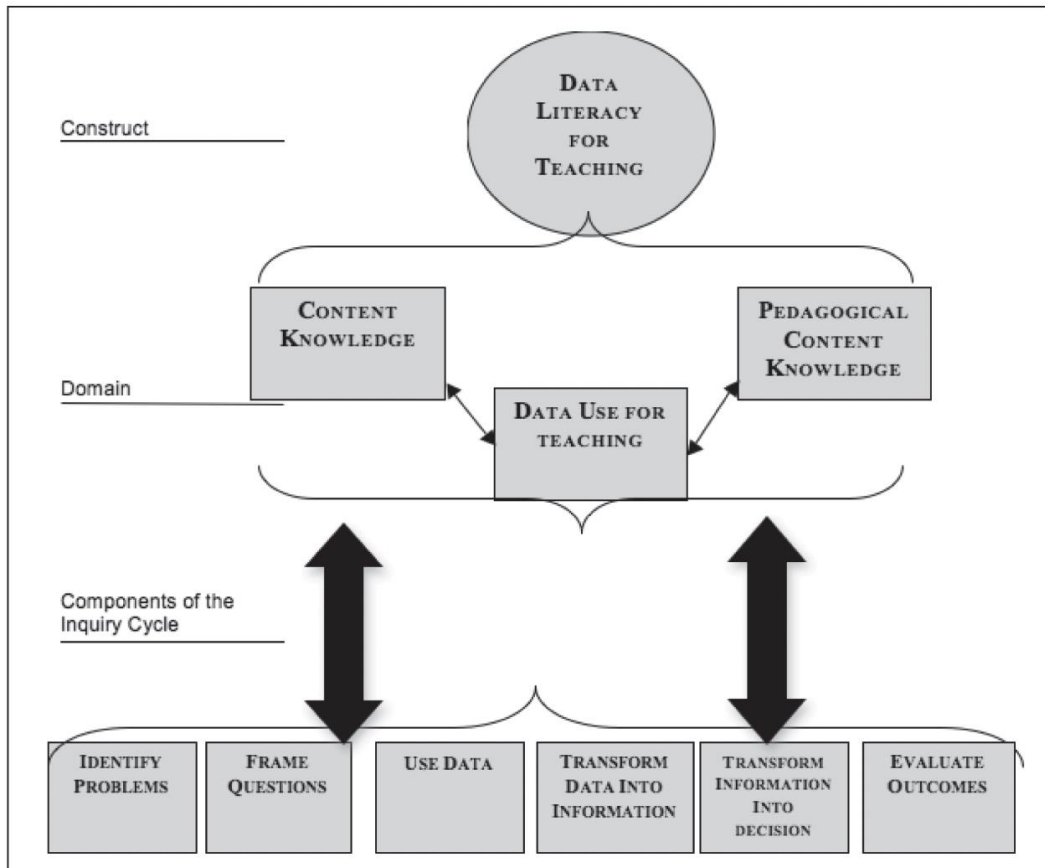 DATA
LITERACY
FOR
TEACHING
Construct
CONTENT
KNOWLEDGE
PEDAGOGICAL
CONTENT
KNOWLEDGE
Domain
DATA USE FOR
TEACHING
Components of the
Inquiry Cycle
IDENTIFY
PROBLEMS
FRAME
QUESTIONS
USE DATA
TRANSFORM
DATA INTO
INFORMATION
TRANSFORM
INFORMATION
INTO
DECISION
EVALUATE
OUTCOMES